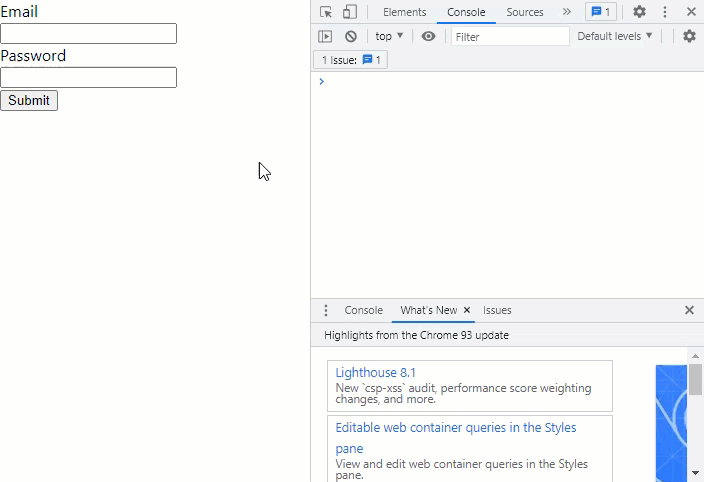 Email
Password
Submit
Elements Console Sources » 1
top ▼ Filter Default levels ▼
1 Issue: 1
>
Console What's New × Issues
Highlights from the Chrome 93 update
Lighthouse 8.1
New `csp-xss` audit, performance score weighting
changes, and more.
Editable web container queries in the Styles
pane
View and edit web container queries in the Styles
pane.